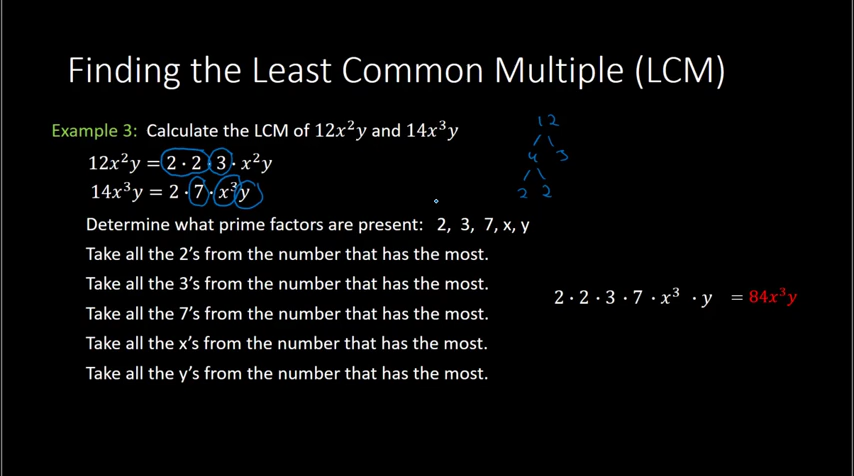 Finding the Least Common Multiple (LCM)
Example 3: Calculate the LCM of 12x²y and 14x³y
12x²y = 2 · 2 · 3 · x²y
14x³y = 2 · 7 · x³y
12
4 3
2 2
Determine what prime factors are present: 2, 3, 7, x, y
Take all the 2's from the number that has the most.
Take all the 3's from the number that has the most.
2 · 2 · 3 · 7 · x³ · y = 84x³y
Take all the 7's from the number that has the most.
Take all the x's from the number that has the most.
Take all the y's from the number that has the most.